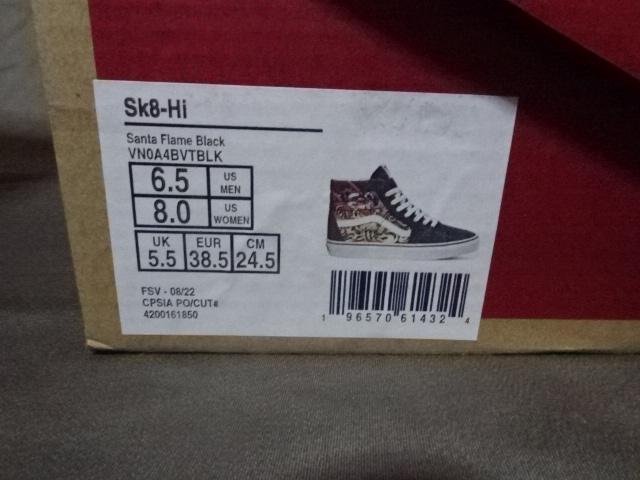 Sk8-Hi
Santa Flame Black
VN0A4BVTBLK
6.5 US MEN
8.0 US WOMEN
UK EUR CM
5.5 38.5 24.5
FSV - 08/22
CPSIA PO/CUT#
4200161850
1 96570 61432 4